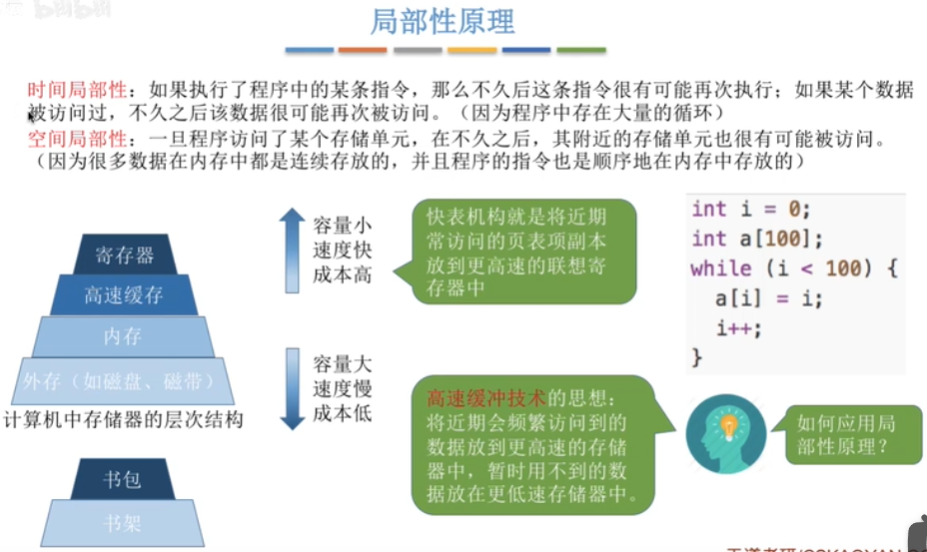 bilibili
局部性原理
时间局部性：如果执行了程序中的某条指令，那么不久后这条指令很有可能再次执行；如果某个数据
被访问过，不久之后该数据很可能再次被访问。（因为程序中存在大量的循环）
空间局部性：一旦程序访问了某个存储单元，在不久之后，其附近的存储单元也很有可能被访问。
（因为很多数据在内存中都是连续存放的，并且程序的指令也是顺序地在内存中存放的）
寄存器
高速缓存
内存
外存（如磁盘、磁带）
计算机中存储器的层次结构
书包
书架
容量小
速度快
成本高
容量大
速度慢
成本低
快表机构就是将近期
常访问的页表项副本
放到更高速的联想寄
存器中
高速缓冲技术的思想：
将近期会频繁访问到的
数据放到更高速的存储
器中，暂时用不到的数
据放在更低速存储器中。
int i = 0;
int a[100];
while (i < 100) {
a[i] = i;
i++;
}
如何应用局
部性原理？